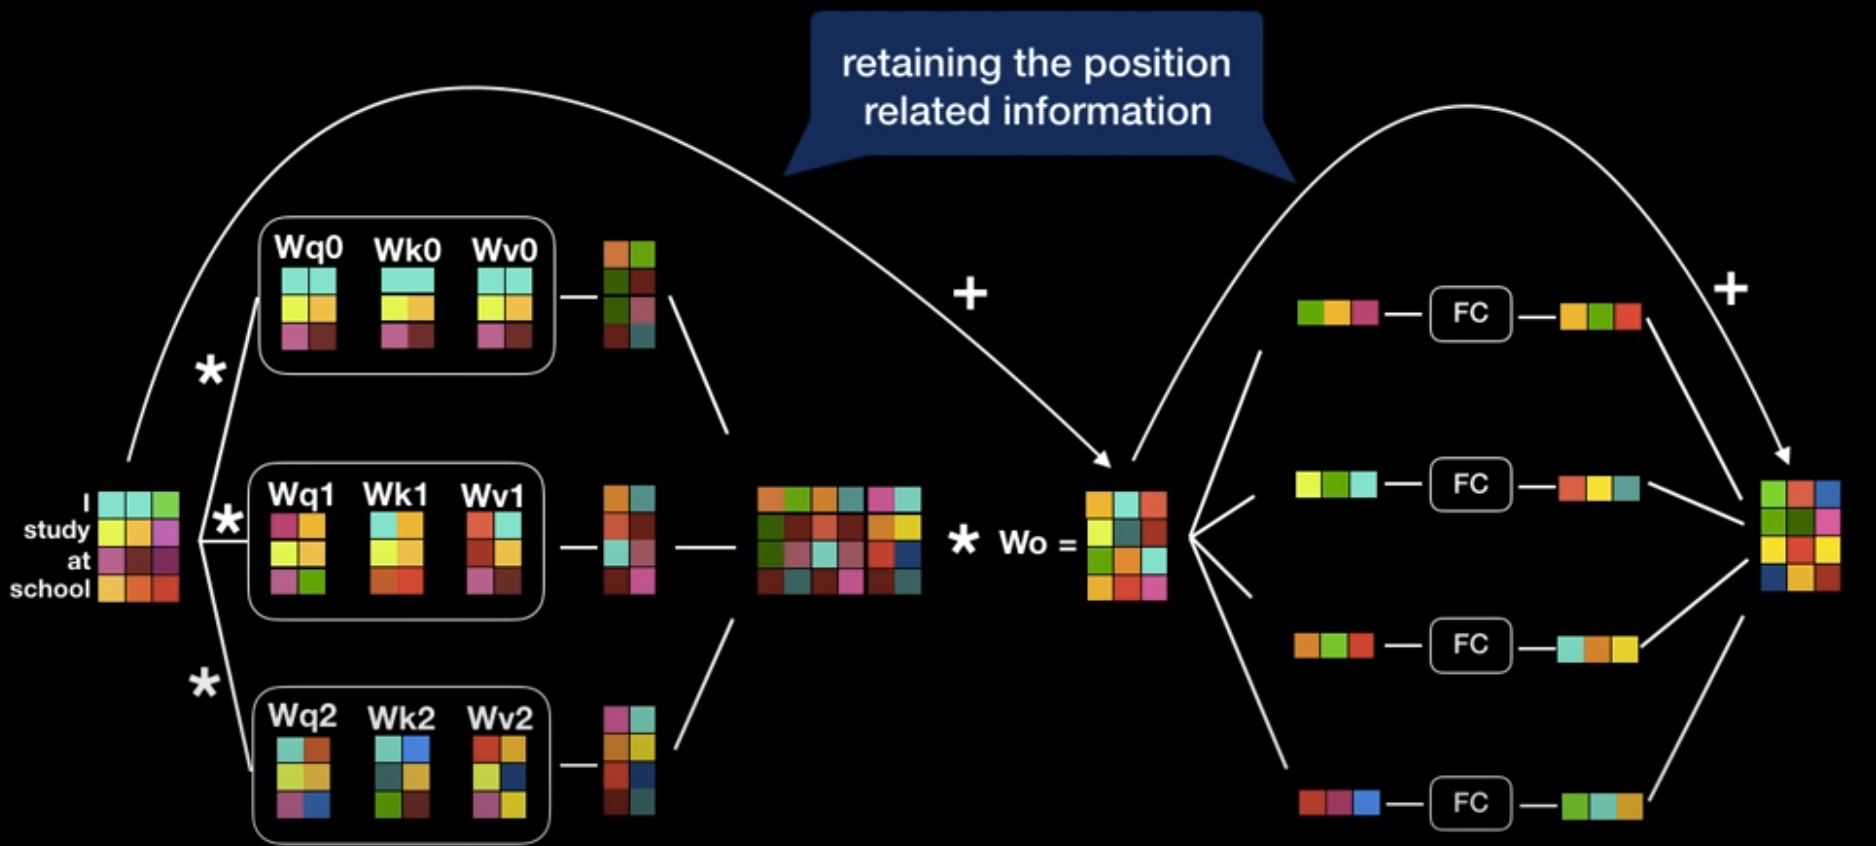 retaining the position
related information
Wq0 Wk0 Wv0
+
+
FC
*
Wq1 Wk1 Wv1
FC
I
study
at
school
*
* Wo =
FC
*
Wq2 Wk2 Wv2
FC